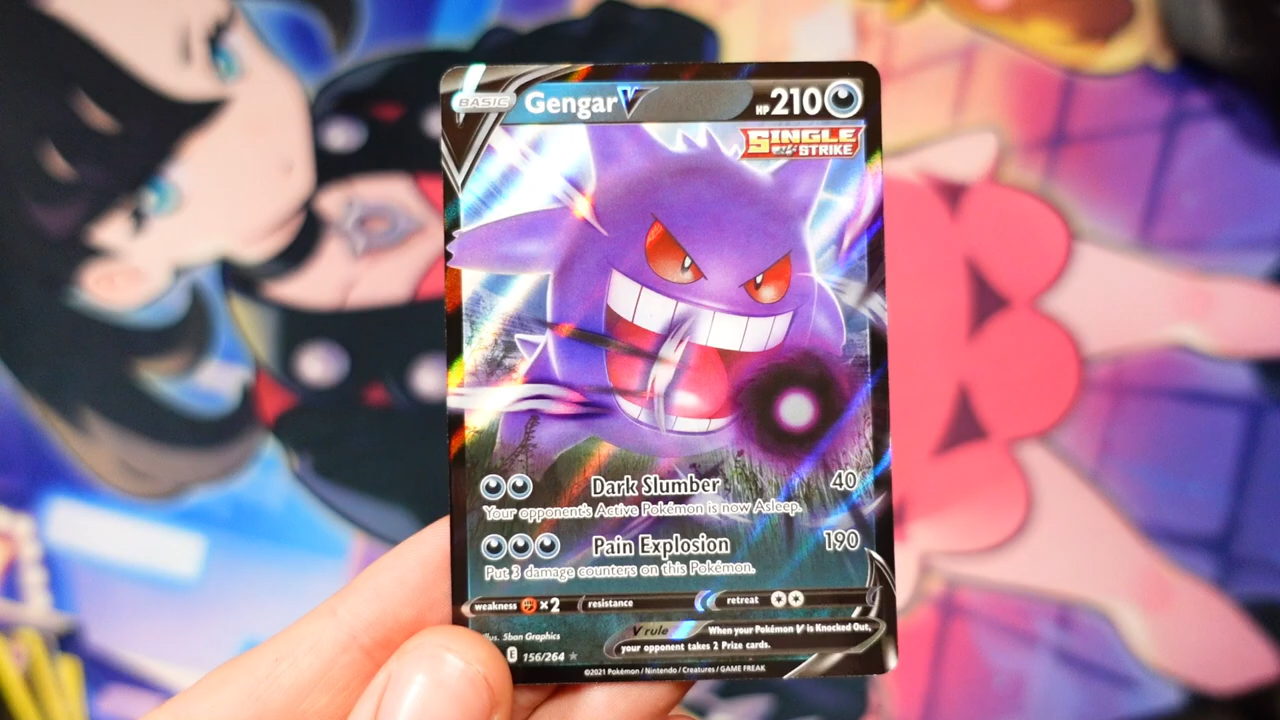 BASIC Gengar V HP 210
SINGLE
STRIKE
Dark Slumber 40
Your opponent's Active Pokémon is now Asleep.
Pain Explosion 190
Put 3 damage counters on this Pokémon.
weakness ×2 resistance retreat
V rule When your Pokémon V is Knocked Out,
your opponent takes 2 Prize cards.
Illus. 5ban Graphics
E 156/264 ★
©2021 Pokémon / Nintendo / Creatures / GAME FREAK